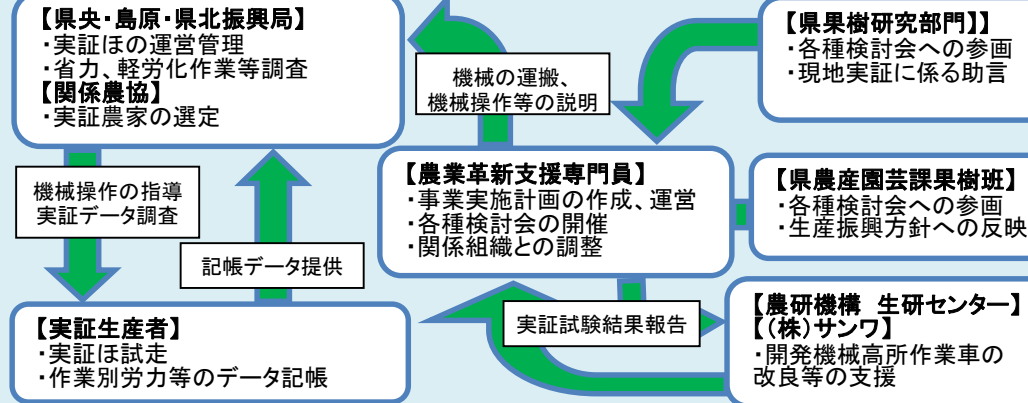 【県央・島原・県北振興局】
・実証ほの運営管理
・省力、軽労化作業等調査
【関係農協】
・実証農家の選定
機械の運搬、
機械操作等の説明
【県果樹研究部門】】
・各種検討会への参画
・現地実証に係る助言
機械操作の指導
実証データ調査
記帳データ提供
【農業革新支援専門員】
・事業実施計画の作成、運営
・各種検討会の開催
・関係組織との調整
【県農産園芸課果樹班】
・各種検討会への参画
・生産振興方針への反映
【実証生産者】
・実証ほ試走
・作業別労力等のデータ記帳
実証試験結果報告
【農研機構 生研センター】
【(株)サンワ】
・開発機械高所作業車の
改良等の支援